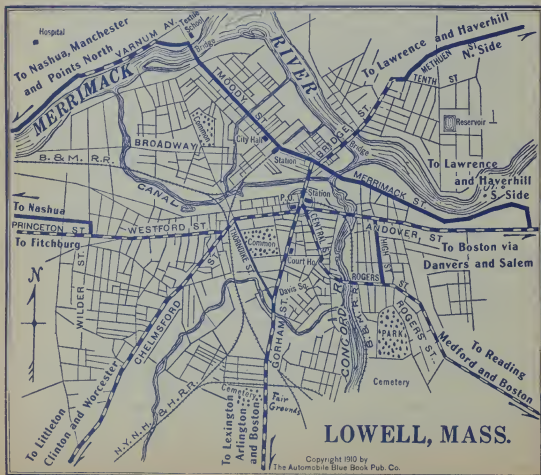 Hospital
To Nashua, Manchester
and Points North
VARNUM AV.
Textile
School
Bridge
RIVER
MERRIMACK
To Lawrence and Haverhill
N. Side
METHUEN ST.
TENTH ST
Reservoir
MOODY ST
BRIDGE ST.
Bridge
Common
BROADWAY
City Hall
Station
B. & M. R.R.
CANAL
To Lawrence
and Haverhill
S. Side
MERRIMACK ST.
To Nashua
PRINCETON ST
To Fitchburg
WESTFORD ST
P.O.
Station
CENTRAL ST
ANDOVER ST
To Boston via
Danvers and Salem
THORNDIKE ST
Common
Court Ho.
Davis Sq
HIGH ST
ROGERS ST
N
WILDER ST.
CHELMSFORD ST
GORHAM ST.
CONCORD RIV.
B. & M. R.R.
PARK
ROGERS ST.
To Reading
Medford and Boston
Cemetery
To Littleton
Clinton and Worcester
N.Y.N.H. & H.R.R.
Cemetery
Fair
Grounds
To Lexington
Arlington
and Boston
LOWELL, MASS.
Copyright 1910 by
The Automobile Blue Book Pub. Co.